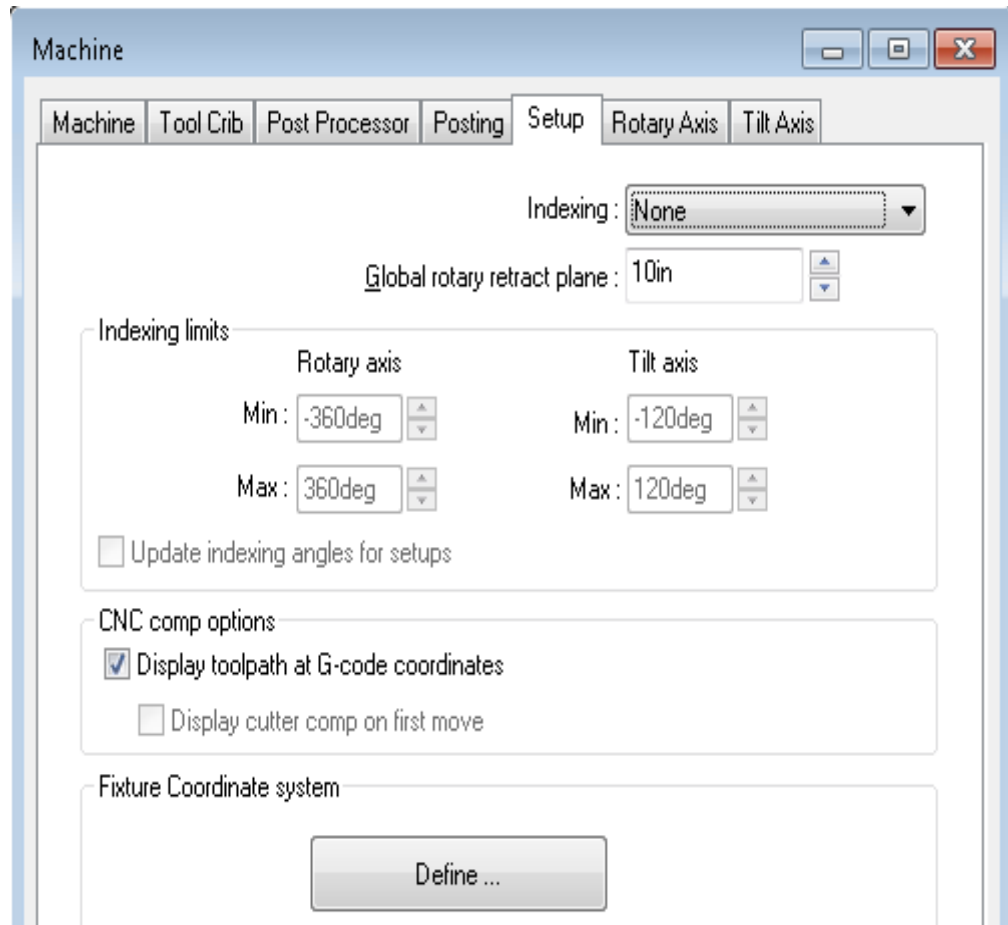 Machine
Machine Tool Crib Post Processor Posting Setup Rotary Axis Tilt Axis
Indexing : None
Global rotary retract plane : 10in
Indexing limits
Rotary axis Tilt axis
Min : -360deg Min : -120deg
Max : 360deg Max : 120deg
Update indexing angles for setups
CNC comp options
Display toolpath at G-code coordinates
Display cutter comp on first move
Fixture Coordinate system
Define ...